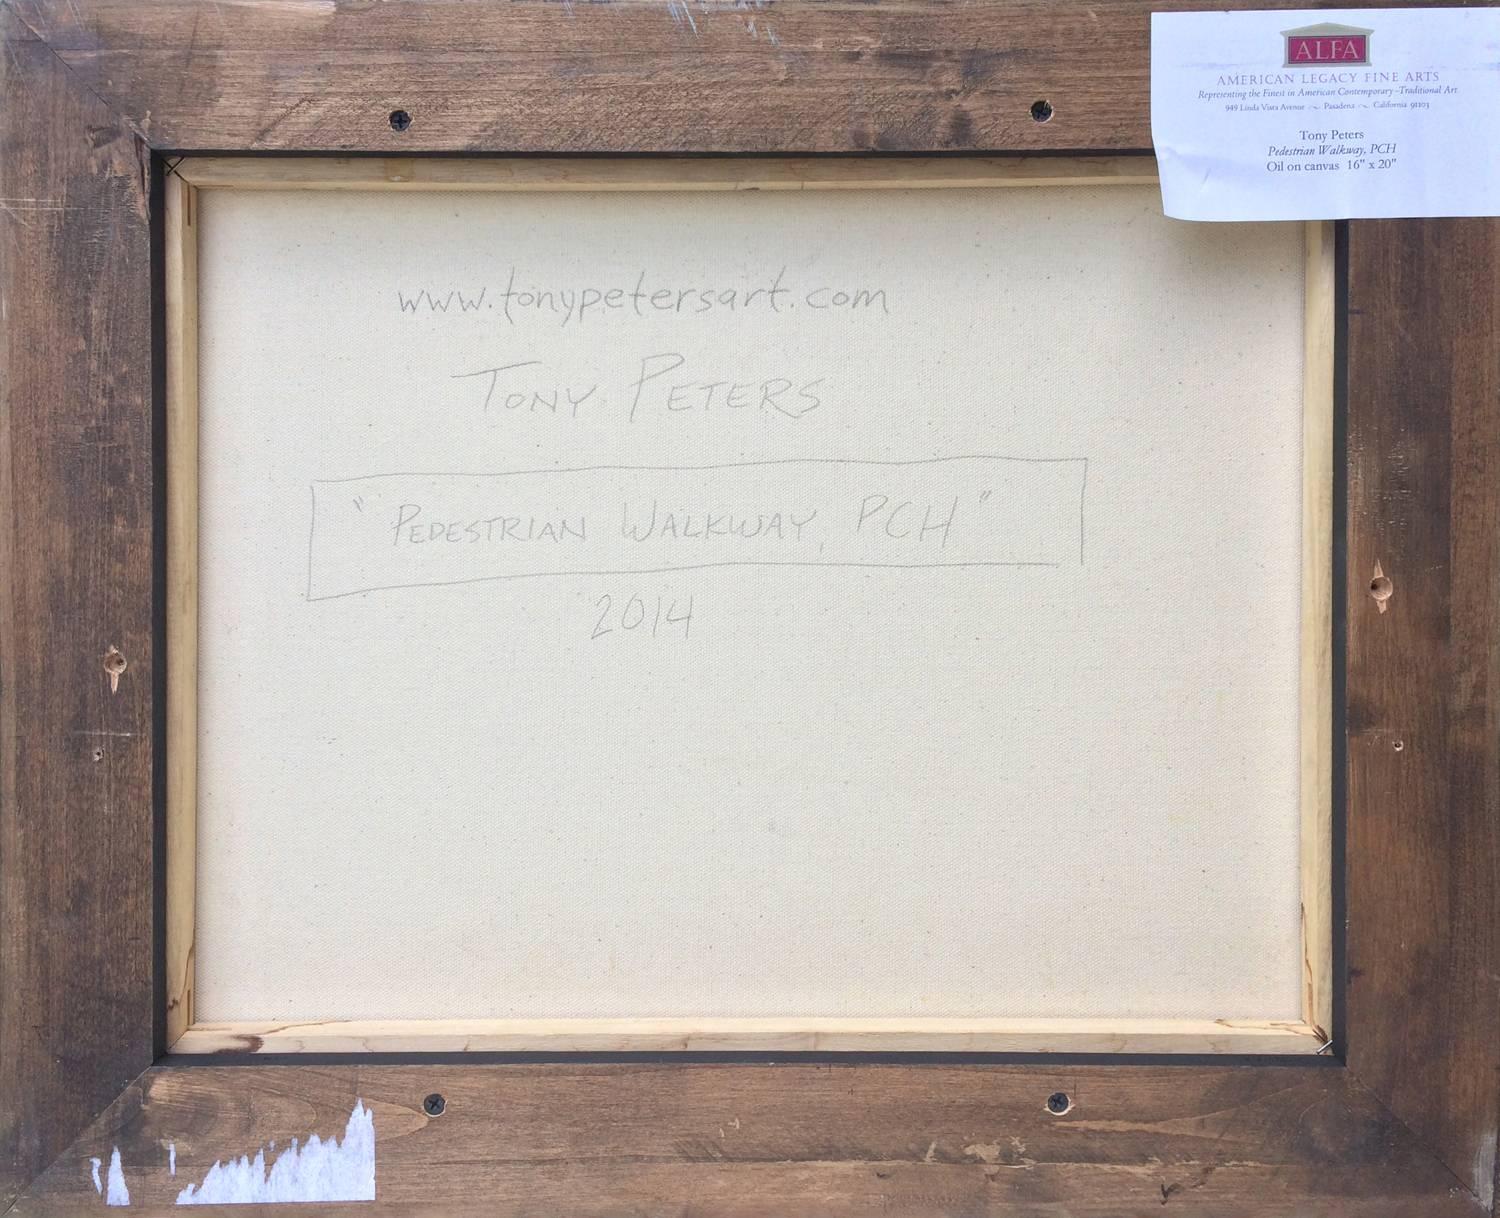 ALFA
AMERICAN LEGACY FINE ARTS
Representing the Finest in American Contemporary-Traditional Art
949 Linda Vista Avenue ~ Pasadena ~ California 91103
Tony Peters
Pedestrian Walkway, PCH
Oil on canvas 16" x 20"
www.tonypetersart.com
TONY PETERS
"PEDESTRIAN WALKWAY, PCH"
2014